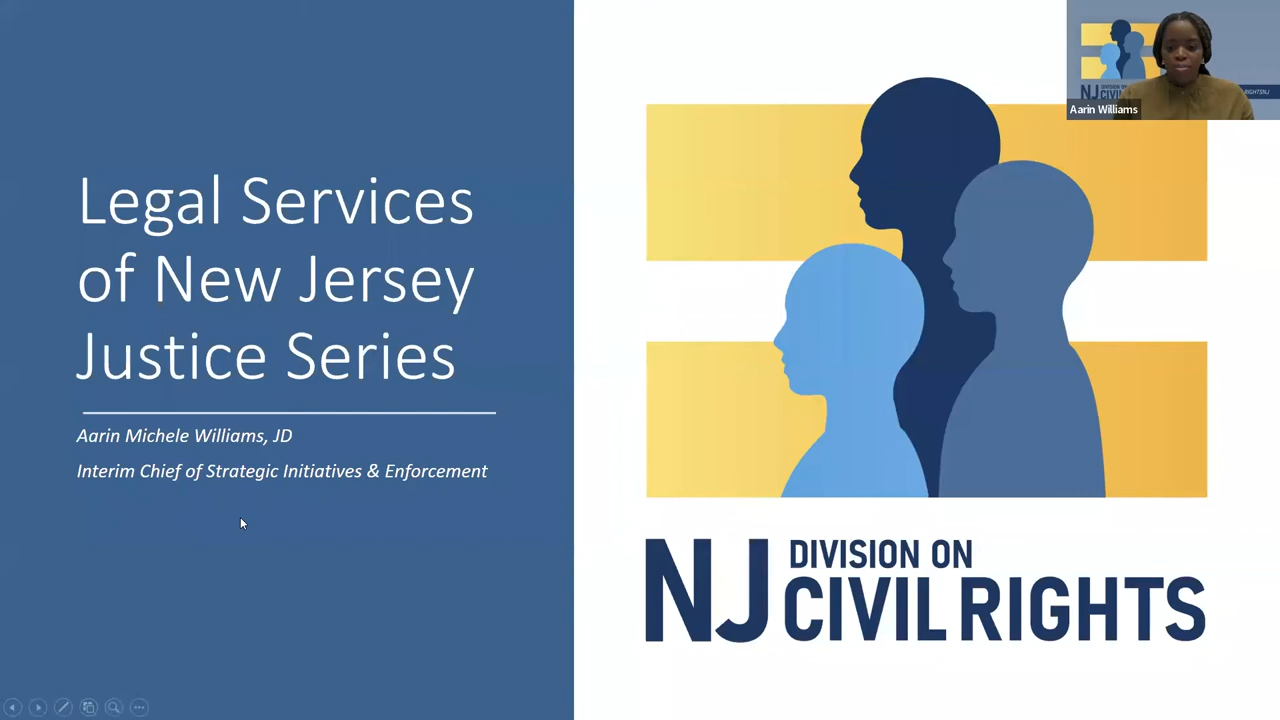 Legal Services
of New Jersey
Justice Series
Aarin Michele Williams, JD
Interim Chief of Strategic Initiatives & Enforcement
NJ DIVISION ON
CIVIL RIGHTS
Aarin Williams